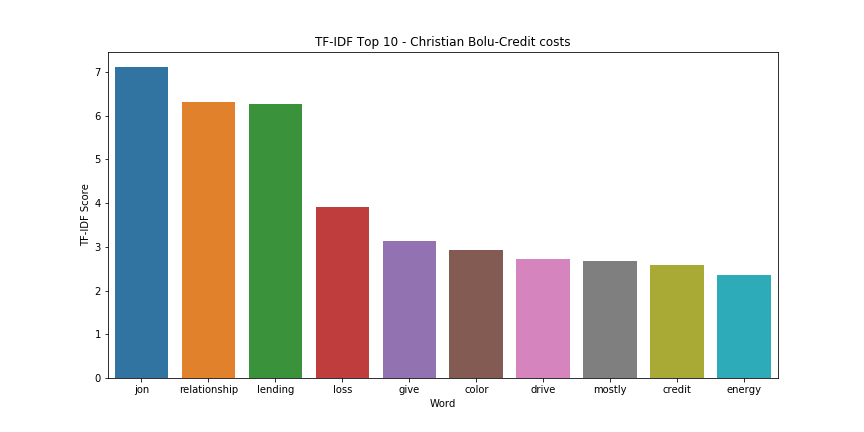 TF-IDF Top 10 - Christian Bolu-Credit costs
TF-IDF Score
7
6
5
4
3
2
1
0
jon relationship lending loss give color drive mostly credit energy
Word